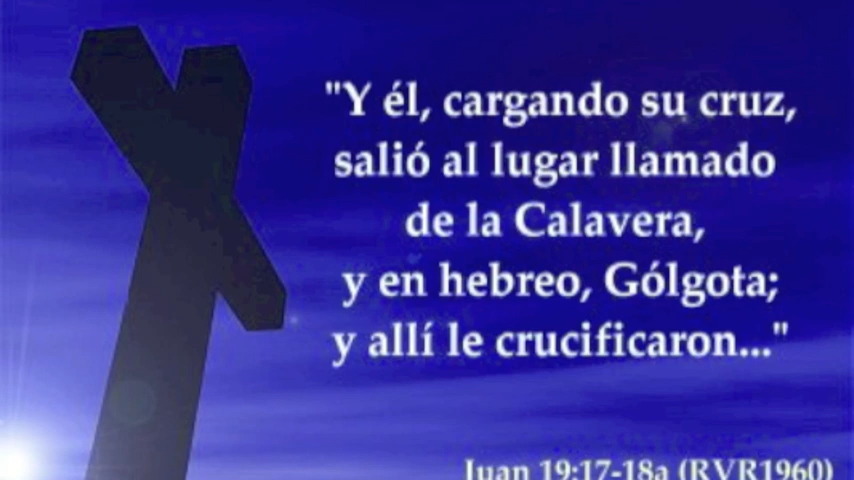 "Y él, cargando su cruz,
salió al lugar llamado
de la Calavera,
y en hebreo, Gólgota;
y allí le crucificaron..."
Juan 19:17-18a (RVR1960)